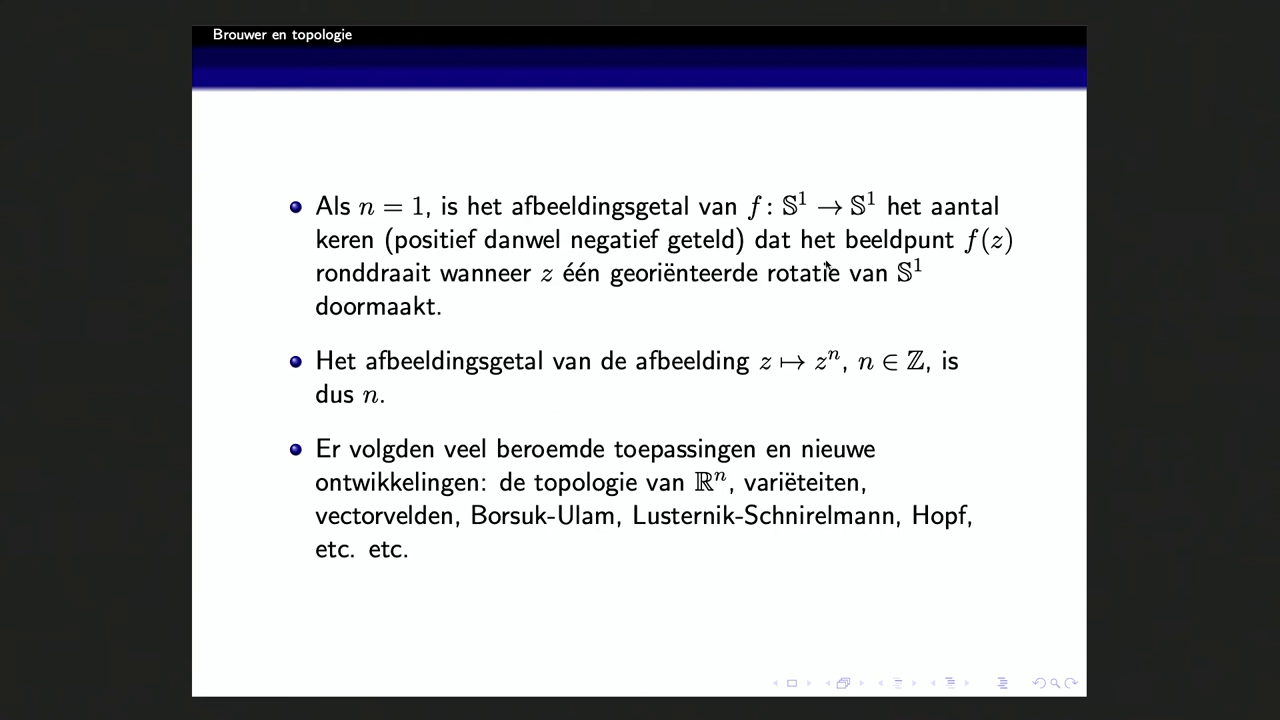 Brouwer en topologie
Als n = 1, is het afbeeldingsgetal van f : 𝕊¹ → 𝕊¹ het aantal
keren (positief danwel negatief geteld) dat het beeldpunt f(z)
ronddraait wanneer z één georiënteerde rotatie van 𝕊¹
doormaakt.
Het afbeeldingsgetal van de afbeelding z ↦ zⁿ, n ∈ ℤ, is
dus n.
Er volgden veel beroemde toepassingen en nieuwe
ontwikkelingen: de topologie van ℝⁿ, variëteiten,
vectorvelden, Borsuk-Ulam, Lusternik-Schnirelmann, Hopf,
etc. etc.